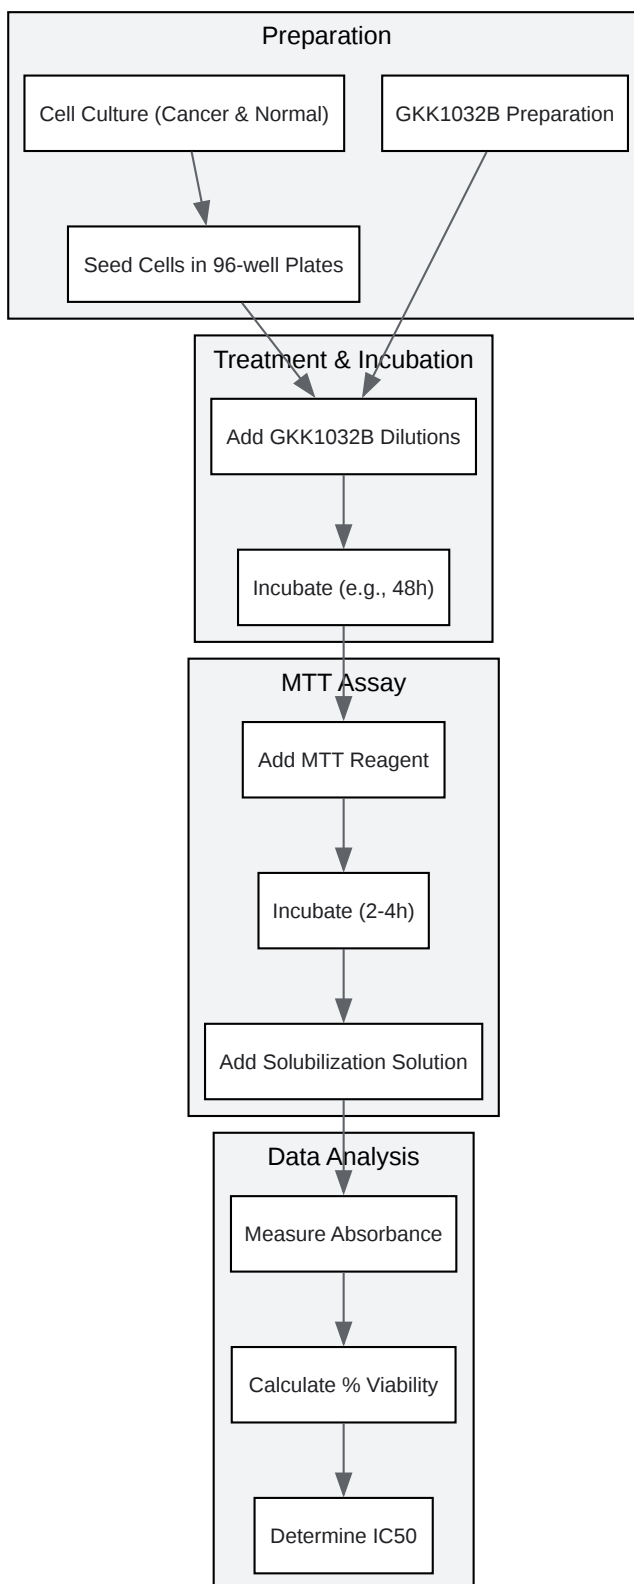 Preparation
Cell Culture (Cancer & Normal)
GKK1032B Preparation
Seed Cells in 96-well Plates
Treatment & Incubation
Add GKK1032B Dilutions
Incubate (e.g., 48h)
MTT Assay
Add MTT Reagent
Incubate (2-4h)
Add Solubilization Solution
Data Analysis
Measure Absorbance
Calculate % Viability
Determine IC50